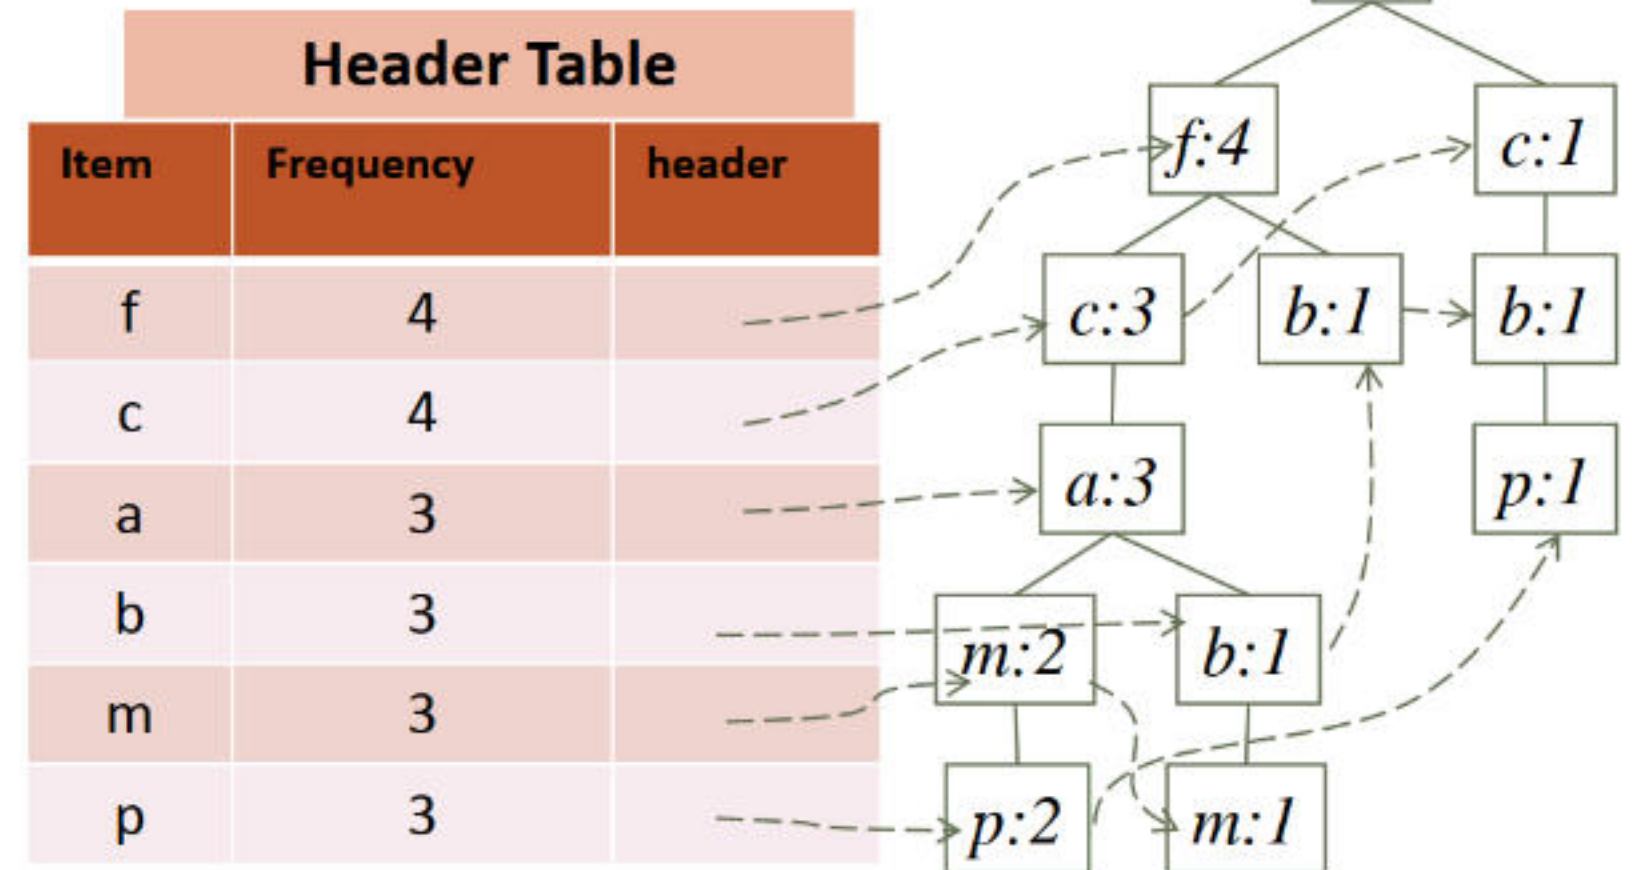 Header Table
Item Frequency header
f 4
c 4
a 3
b 3
m 3
p 3
f:4 c:1
c:3 b:1 b:1
a:3 p:1
m:2 b:1
p:2 m:1